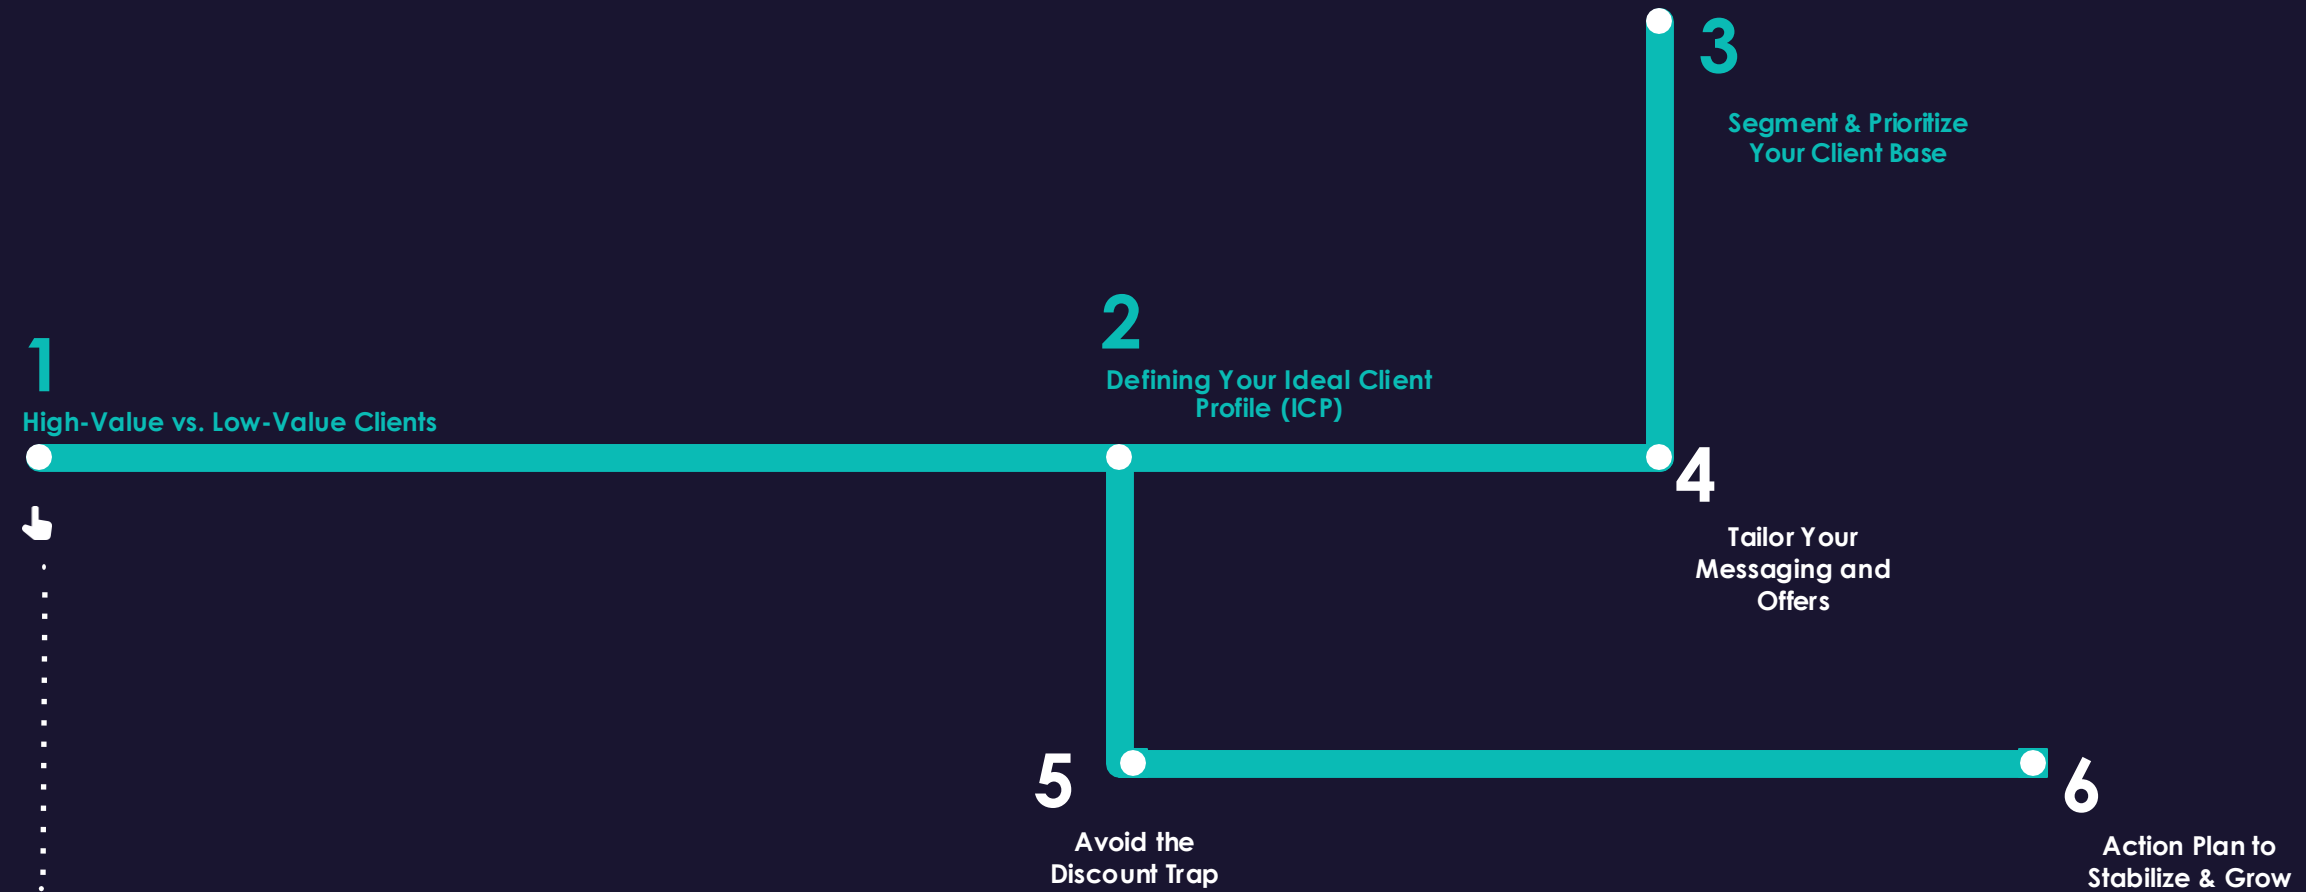 1
High-Value vs. Low-Value Clients
2
Defining Your Ideal Client
Profile (ICP)
3
Segment & Prioritize
Your Client Base
4
Tailor Your
Messaging and
Offers
5
Avoid the
Discount Trap
6
Action Plan to
Stabilize & Grow